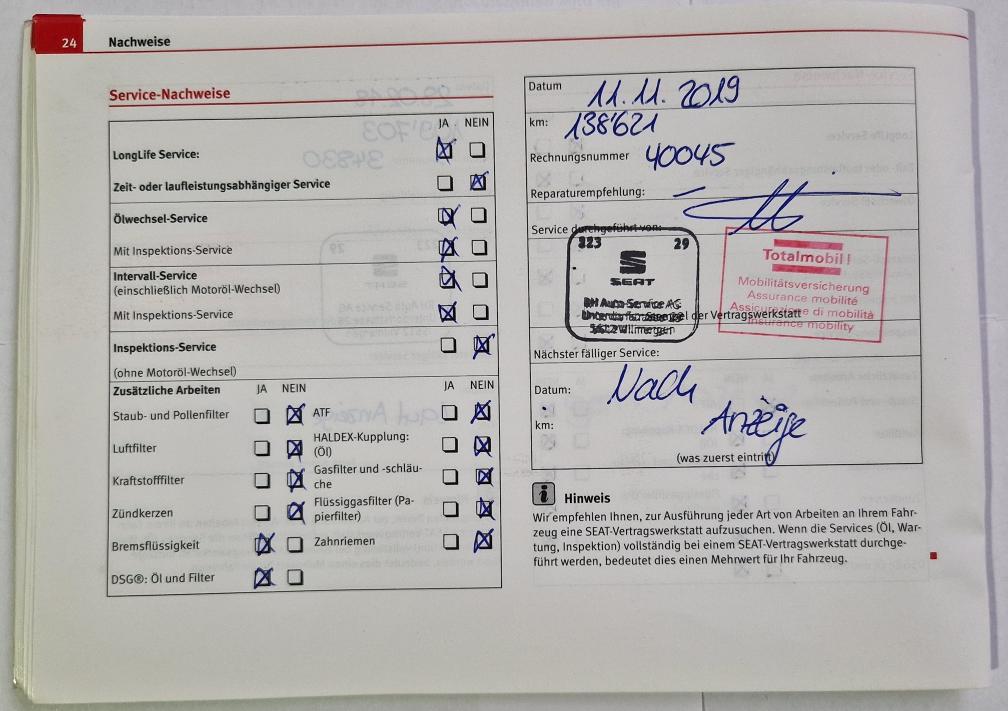 24 Nachweise
Service-Nachweise
JA NEIN
LongLife Service:
Zeit- oder laufleistungsabhängiger Service
Ölwechsel-Service
Mit Inspektions-Service
Intervall-Service
(einschließlich Motoröl-Wechsel)
Mit Inspektions-Service
Inspektions-Service
(ohne Motoröl-Wechsel)
Zusätzliche Arbeiten JA NEIN JA NEIN
Staub- und Pollenfilter ATF
Luftfilter HALDEX-Kupplung:
(Öl)
Kraftstofffilter Gasfilter und -schläu-
che
Zündkerzen Flüssiggasfilter (Pa-
pierfilter)
Bremsflüssigkeit Zahnriemen
DSG®: Öl und Filter
Datum 11.11.2019
km: 138'621
Rechnungsnummer 40045
Reparaturempfehlung:
Service durchgeführt von:
823 29
SEAT
BH Auto-Service AG
5612 Villmergen
Stempel der Vertragswerkstatt
Totalmobil!
Mobilitätsversicherung
Assurance mobilité
Assicurazione di mobilità
Insurance mobility
Nächster fälliger Service:
Datum: Nach
km: Anzeige
(was zuerst eintritt)
i Hinweis
Wir empfehlen Ihnen, zur Ausführung jeder Art von Arbeiten an Ihrem Fahr-
zeug eine SEAT-Vertragswerkstatt aufzusuchen. Wenn die Services (Öl, War-
tung, Inspektion) vollständig bei einem SEAT-Vertragswerkstatt durchge-
führt werden, bedeutet dies einen Mehrwert für Ihr Fahrzeug.